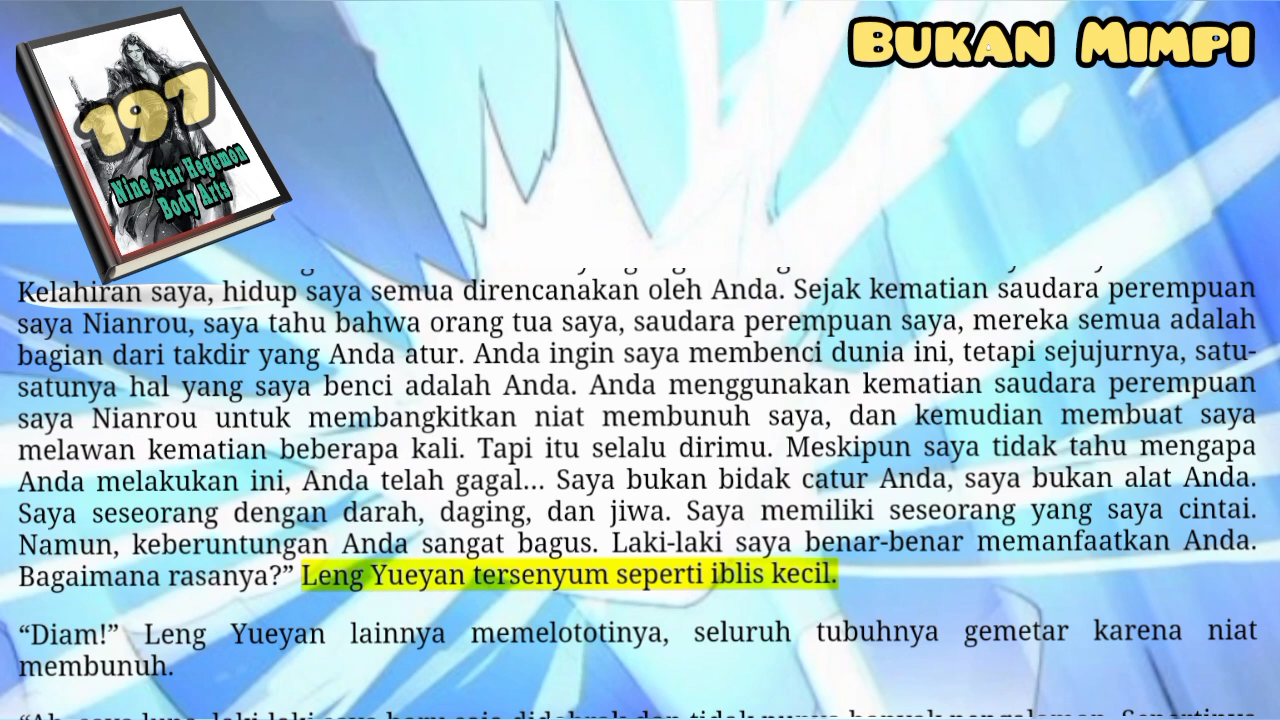 BUKAN MIMPI
197
Nine Star Hegemon
Body Arts
Kelahiran saya, hidup saya semua direncanakan oleh Anda. Sejak kematian saudara perempuan
saya Nianrou, saya tahu bahwa orang tua saya, saudara perempuan saya, mereka semua adalah
bagian dari takdir yang Anda atur. Anda ingin saya membenci dunia ini, tetapi sejujurnya, satu-
satunya hal yang saya benci adalah Anda. Anda menggunakan kematian saudara perempuan
saya Nianrou untuk membangkitkan niat membunuh saya, dan kemudian membuat saya
melawan kematian beberapa kali. Tapi itu selalu dirimu. Meskipun saya tidak tahu mengapa
Anda melakukan ini, Anda telah gagal... Saya bukan bidak catur Anda, saya bukan alat Anda.
Saya seseorang dengan darah, daging, dan jiwa. Saya memiliki seseorang yang saya cintai.
Namun, keberuntungan Anda sangat bagus. Laki-laki saya benar-benar memanfaatkan Anda.
Bagaimana rasanya?” Leng Yueyan tersenyum seperti iblis kecil.
“Diam!” Leng Yueyan lainnya memelototinya, seluruh tubuhnya gemetar karena niat
membunuh.